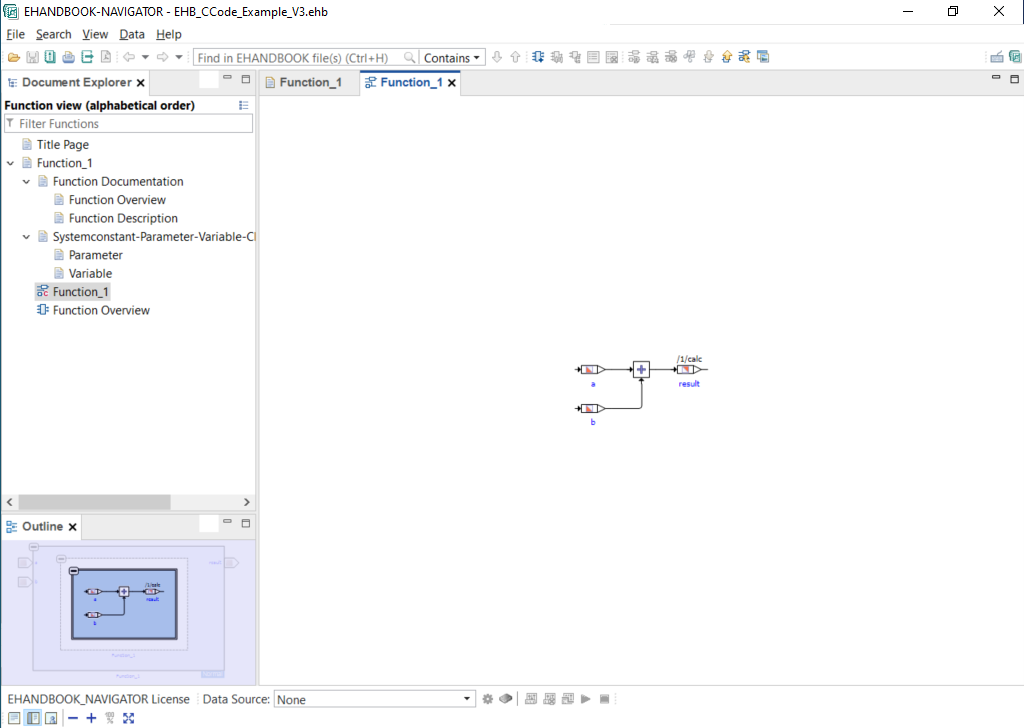 EHANDBOOK-NAVIGATOR - EHB_CCode_Example_V3.ehb
File Search View Data Help
Find in EHANDBOOK file(s) (Ctrl+H) Contains
Document Explorer
Function_1 Function_1
Function view (alphabetical order)
Filter Functions
Title Page
Function_1
Function Documentation
Function Overview
Function Description
Systemconstant-Parameter-Variable-Cl
Parameter
Variable
Function_1
Function Overview
/1/calc
a
result
b
Outline
/1/calc
a
result
b
Function_1
Function_1
EHANDBOOK_NAVIGATOR License Data Source: None